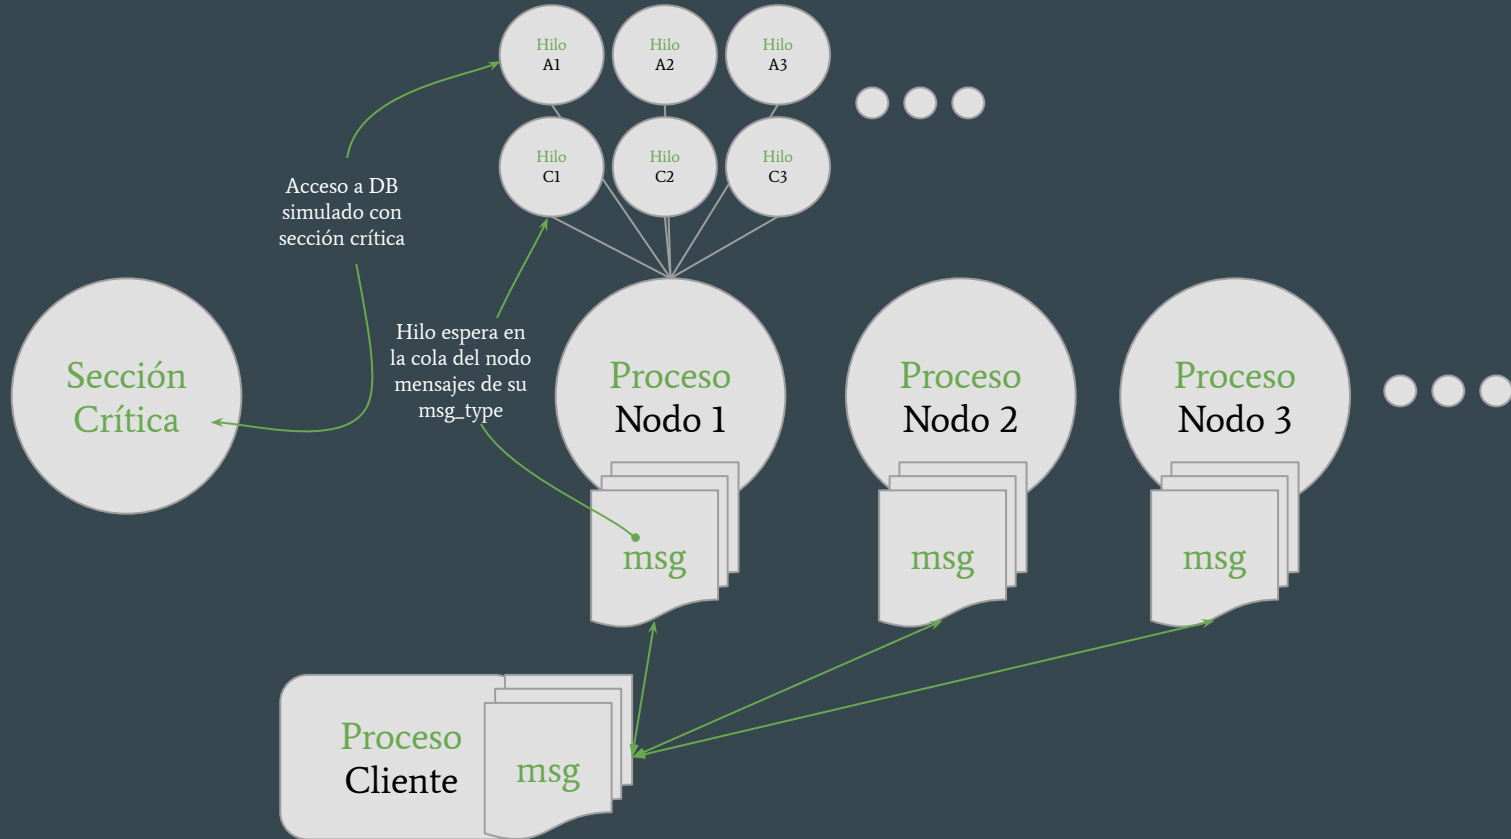 Hilo
A1
Hilo
A2
Hilo
A3
Hilo
C1
Hilo
C2
Hilo
C3
Acceso a DB
simulado con
sección crítica
Hilo espera en
la cola del nodo
mensajes de su
msg_type
Sección
Crítica
Proceso
Nodo 1
Proceso
Nodo 2
Proceso
Nodo 3
msg
msg
msg
Proceso
Cliente
msg